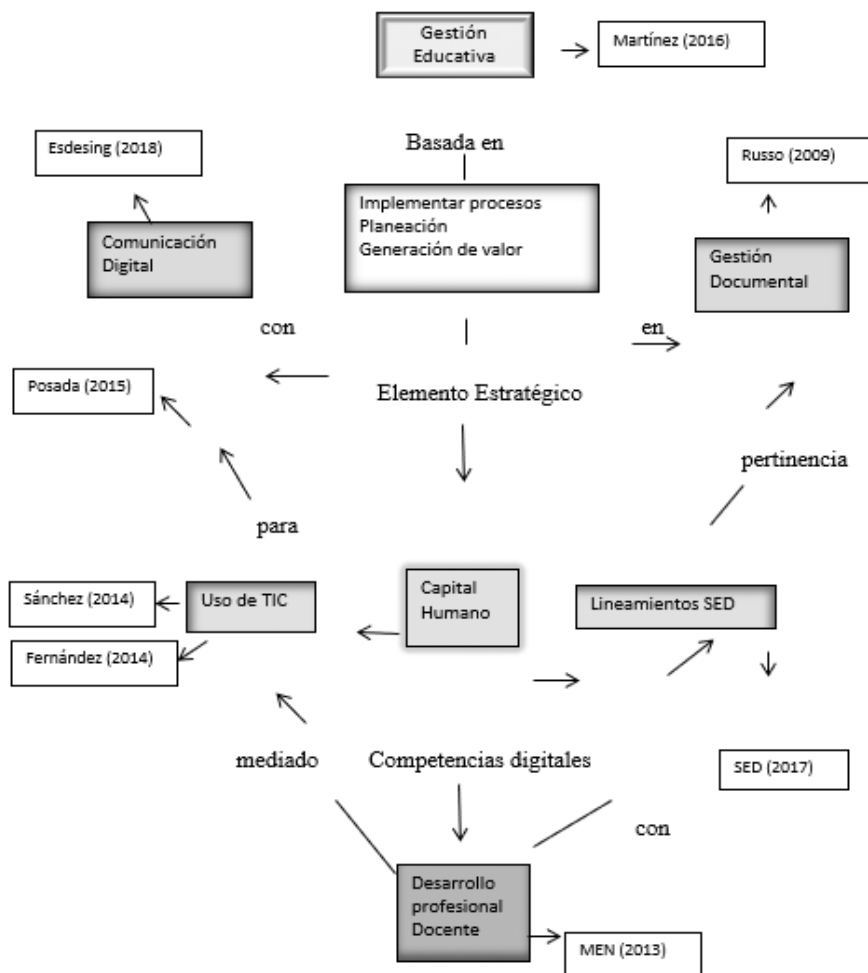 Gestión
Educativa
Martínez (2016)
Esdesing (2018)
Basada en
Russo (2009)
Implementar procesos
Planeación
Generación de valor
Comunicación
Digital
Gestión
Documental
con
en
Posada (2015)
Elemento Estratégico
pertinencia
para
Sánchez (2014)
Uso de TIC
Capital
Humano
Lineamientos SED
Fernández (2014)
mediado
Competencias digitales
SED (2017)
con
Desarrollo
profesional
Docente
MEN (2013)